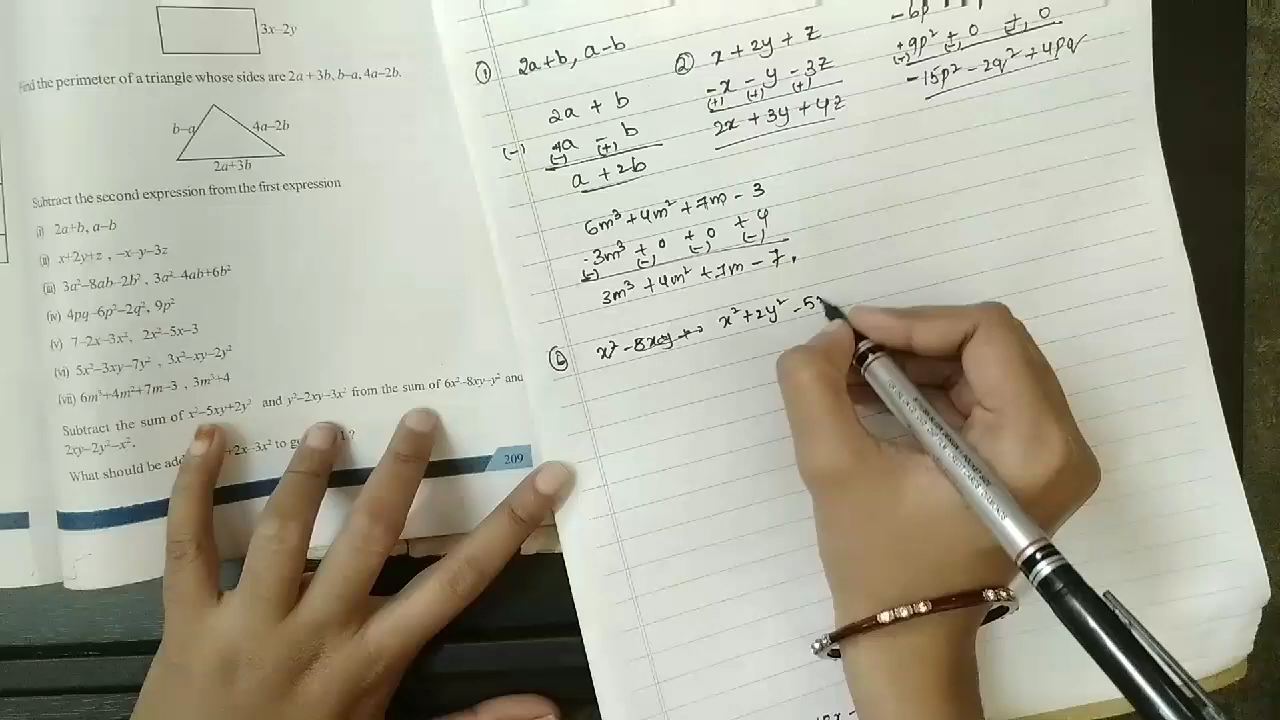 3x–2y
Find the perimeter of a triangle whose sides are 2a + 3b, b–a, 4a–2b.
b–a
4a–2b
2a+3b
Subtract the second expression from the first expression
(i) 2a+b, a–b
(ii) x+2y+z , –x–y–3z
(iii) 3a²–8ab–2b² , 3a²–4ab+6b²
(iv) 4pq–6p²–2q², 9p²
(v) 7–2x–3x², 2x²–5x–3
(vi) 5x²–3xy–7y² , 3x²–xy–2y²
(vii) 6m³+4m²+7m–3 , 3m³+4
Subtract the sum of x²–5xy+2y² and y²–2xy–3x² from the sum of 6x²–8xy–y² and
2xy–2y²–x².
What should be +2x–3x² to
209
① 2a+b, a–b
2a + b
(–) (–) (+) b
a + 2b
② x + 2y + z
–x – y – 3z
(+) (+) (+)
2x + 3y + 4z
–6p
+9p² + 0 + 0
(–) (–) (–)
–15p² – 2q² + 4pq
6m³ + 4m² + 7m – 3
3m³ + 0 + 0 + 4
(–) (–) (–) (–)
3m³ + 4m² + 7m – 7.
x² – 8xy x² + 2y² – 5